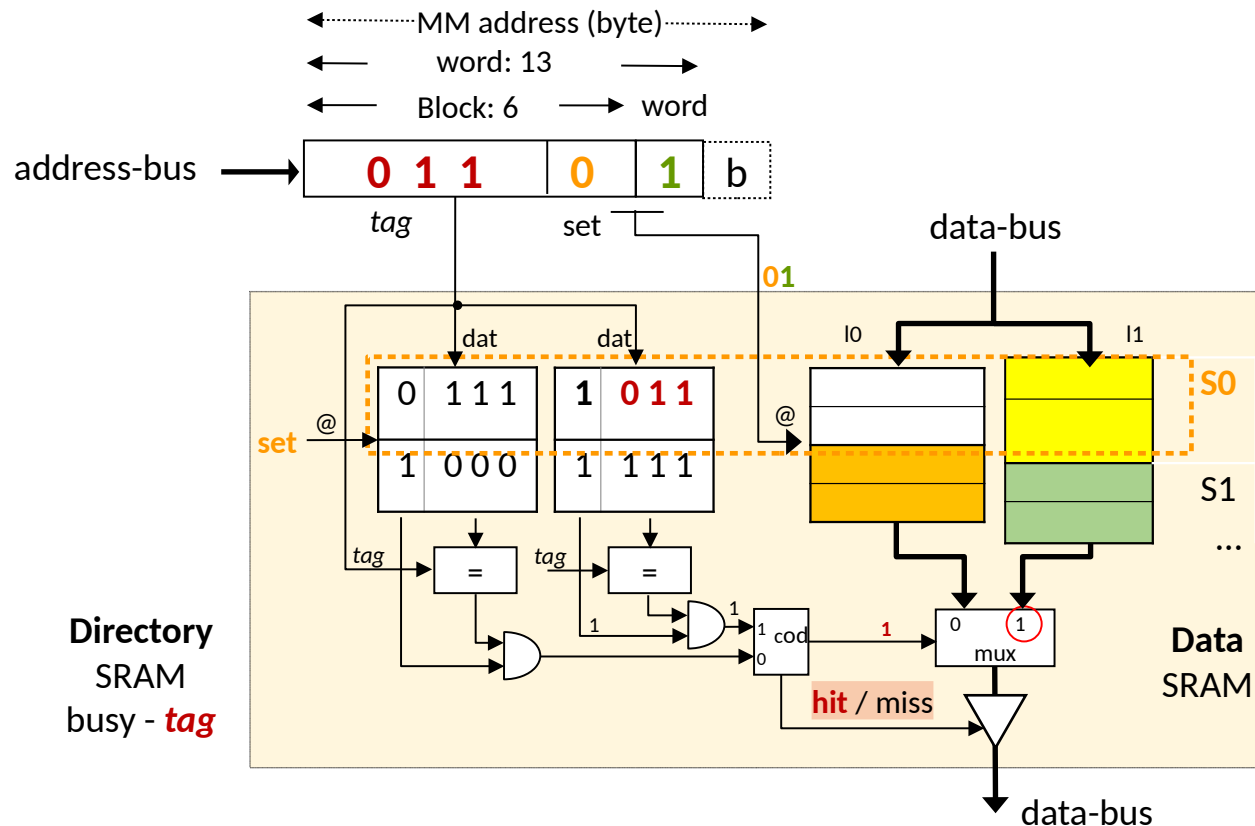 MM address (byte)
word: 13
Block: 6 word
address-bus 0 1 1 0 1 b
tag set
data-bus
01
dat dat l0 l1
0 1 1 1 1 0 1 1 S0
@ @
set
1 0 0 0 1 1 1 1 S1
...
tag = tag =
1 1 1 cod 1 0 1
0 mux
Directory
SRAM
busy - tag
hit / miss
Data
SRAM
data-bus